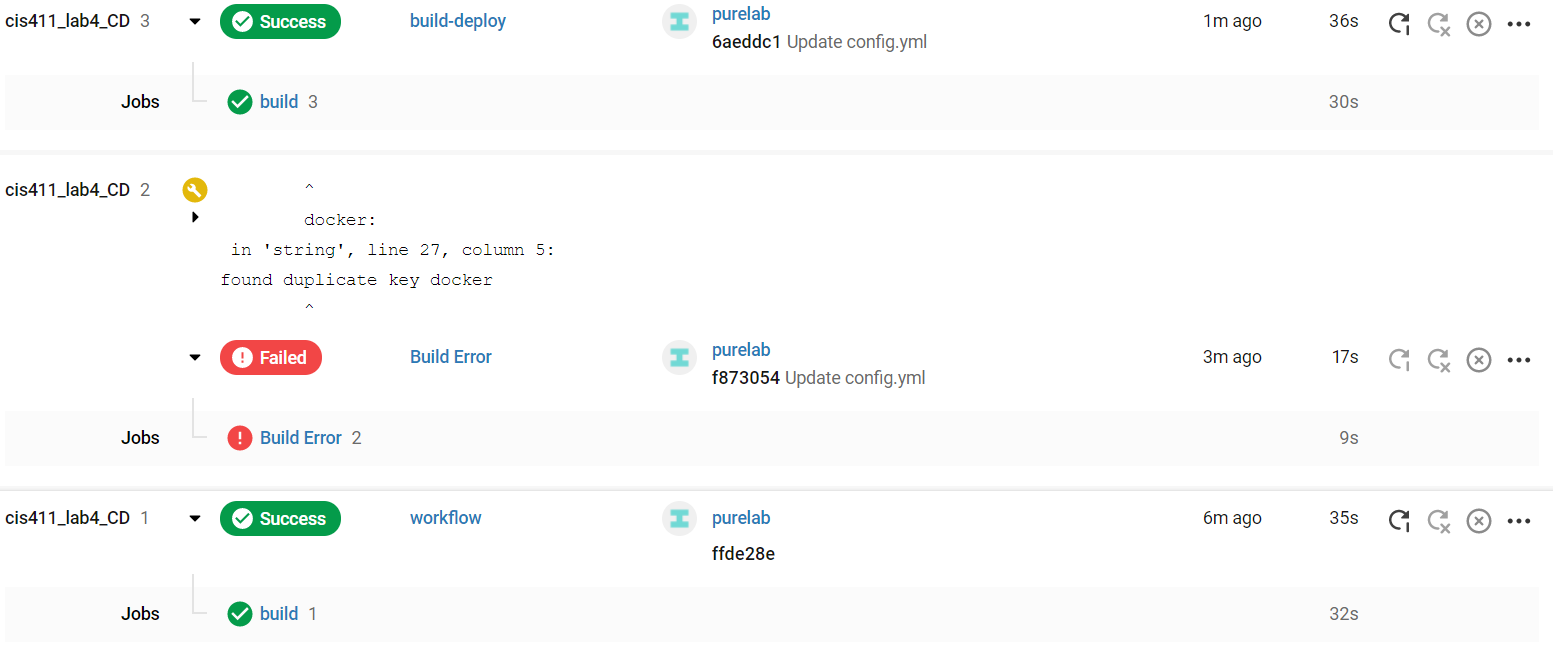 cis411_lab4_CD 3 Success build-deploy purelab 1m ago 36s
6aeddc1 Update config.yml
Jobs build 3 30s
cis411_lab4_CD 2 ^
docker:
in 'string', line 27, column 5:
found duplicate key docker
^
Failed Build Error purelab 3m ago 17s
f873054 Update config.yml
Jobs Build Error 2 9s
cis411_lab4_CD 1 Success workflow purelab 6m ago 35s
ffde28e
Jobs build 1 32s